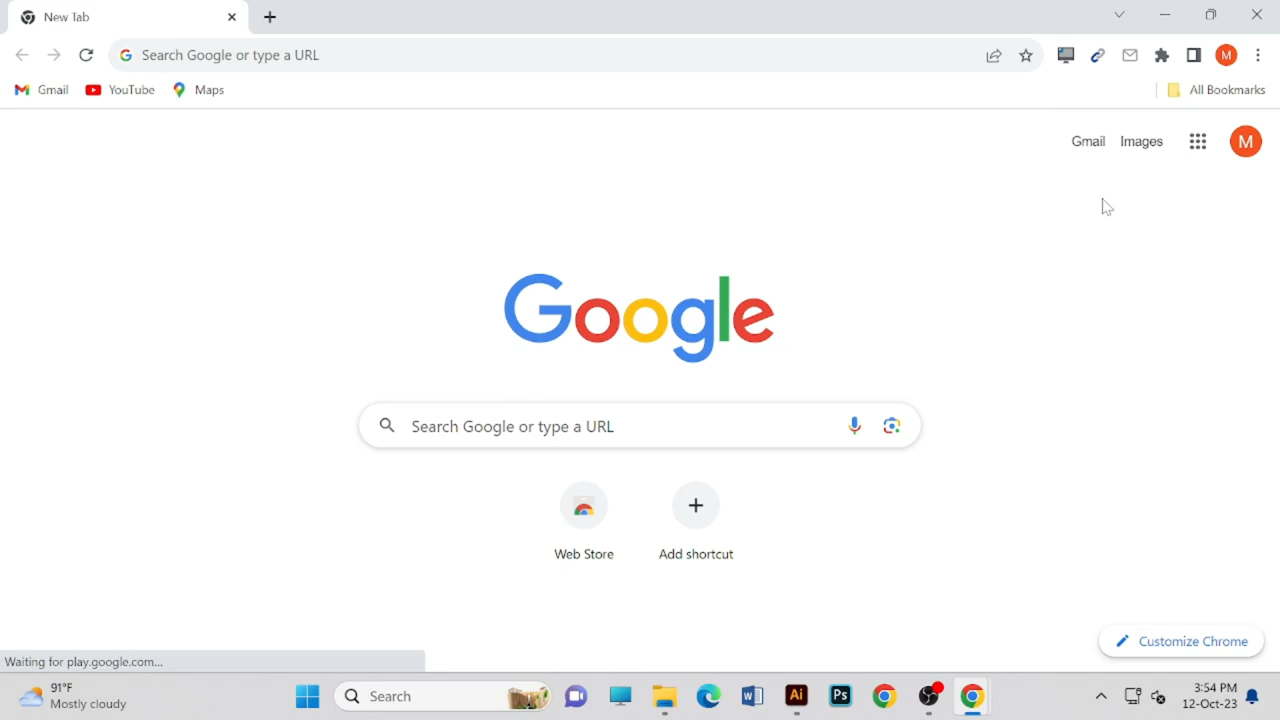 New Tab
Search Google or type a URL
M
Gmail
YouTube
Maps
All Bookmarks
Gmail
Images
M
Google
Search Google or type a URL
Web Store
Add shortcut
Customize Chrome
Waiting for play.google.com...
91°F
Mostly cloudy
Search
Ai
Ps
3:54 PM
12-Oct-23